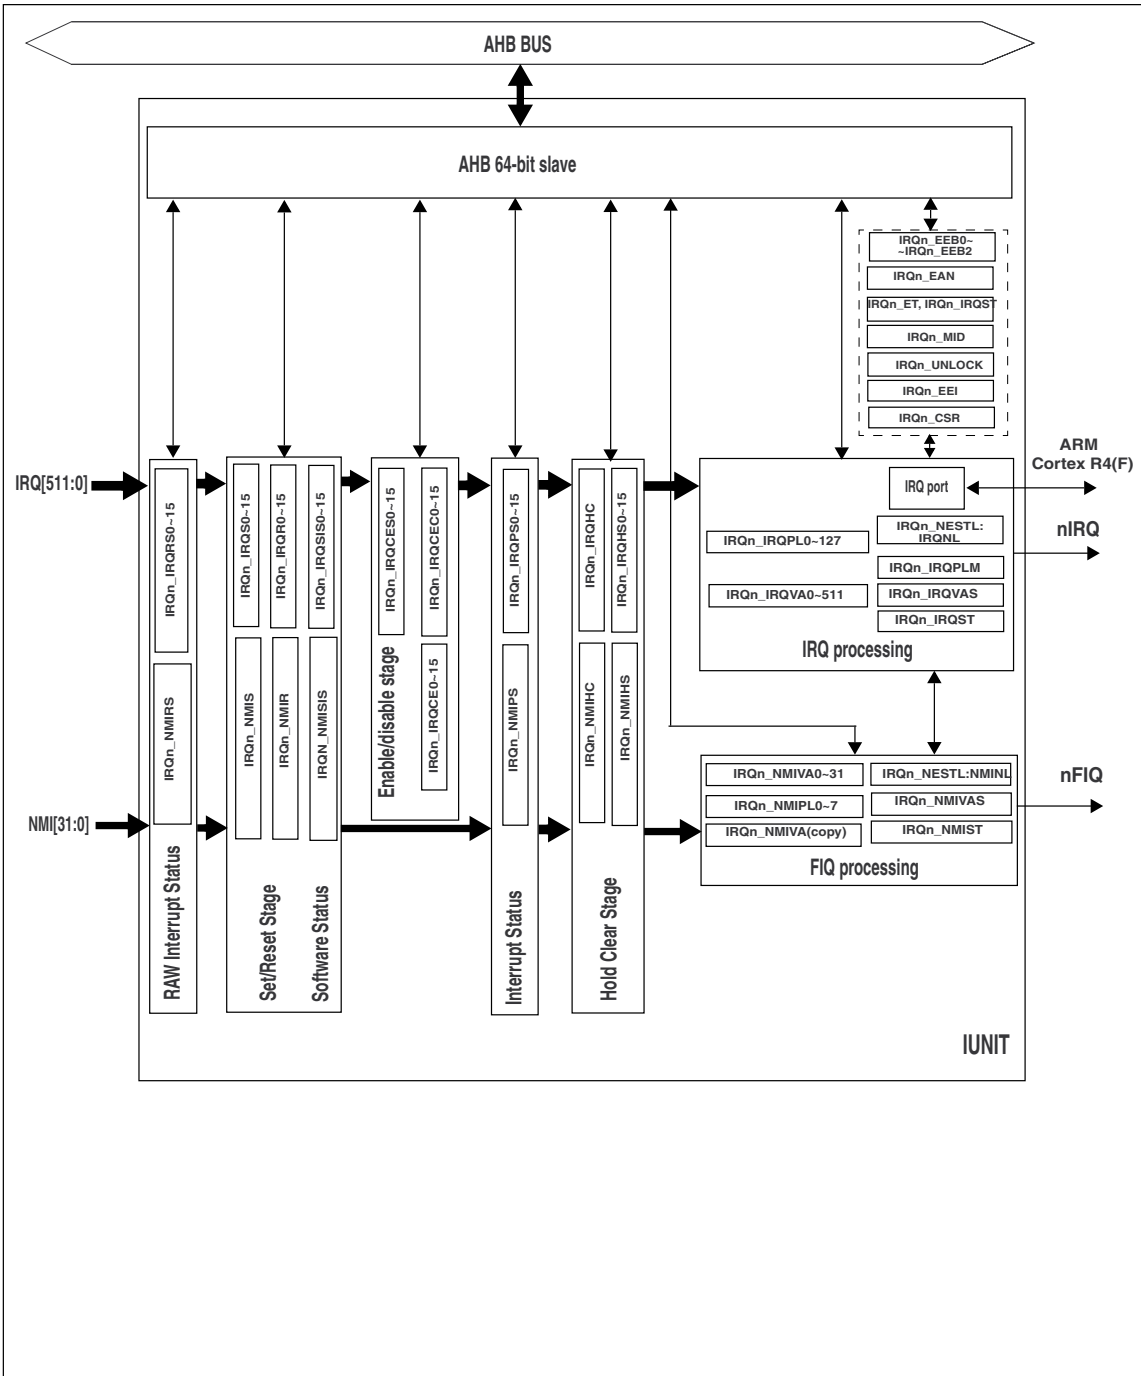 AHB BUS
AHB 64-bit slave
IRQn_EEB0~
~IRQn_EEB2
IRQn_EAN
IRQn_ET, IRQn_IRQST
IRQn_MID
IRQn_UNLOCK
IRQn_EEI
IRQn_CSR
ARM
Cortex R4(F)
IRQ[511:0]
IRQn_IRQRS0~15
IRQn_IRQS0~15
IRQn_IRQR0~15
IRQn_IRQSIS0~15
IRQn_IRQCES0~15
IRQn_IRQCEC0~15
IRQn_IRQPS0~15
IRQn_IRQHC
IRQn_IRQHS0~15
IRQ port
IRQn_NESTL:
IRQNL
IRQn_IRQPL0~127
IRQn_IRQPLM
IRQn_IRQVA0~511
IRQn_IRQVAS
IRQn_IRQST
IRQ processing
nIRQ
IRQn_NMIRS
IRQn_NMIS
IRQn_NMIR
IRQN_NMISIS
Enable/disable stage
IRQn_IRQCE0~15
IRQn_NMIPS
IRQn_NMIHC
IRQn_NMIHS
IRQn_NMIVA0~31
IRQn_NESTL:NMINL
IRQn_NMIPL0~7
IRQn_NMIVAS
IRQn_NMIVA(copy)
IRQn_NMIST
FIQ processing
nFIQ
NMI[31:0]
RAW Interrupt Status
Set/Reset Stage
Software Status
Interrupt Status
Hold Clear Stage
IUNIT